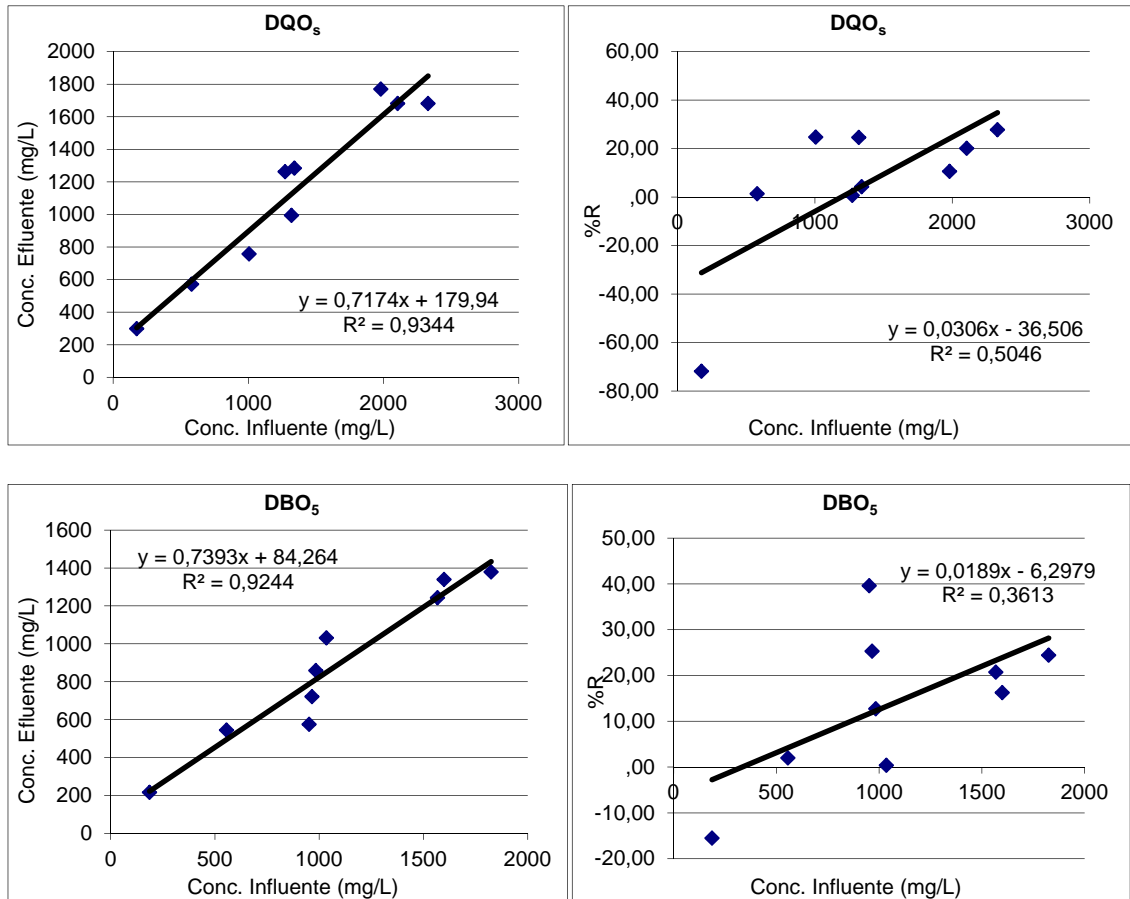 DQOₛ
2000
1800
1600
1400
1200
1000
800
600
400
200
0
Conc. Efluente (mg/L)
y = 0,7174x + 179,94
R² = 0,9344
0 1000 2000 3000
Conc. Influente (mg/L)
DQOₛ
60,00
40,00
20,00
,00
-20,00
-40,00
-60,00
-80,00
%R
0 1000 2000 3000
y = 0,0306x - 36,506
R² = 0,5046
Conc. Influente (mg/L)
DBO₅
1600
1400
1200
1000
800
600
400
200
0
Conc. Efluente (mg/L)
y = 0,7393x + 84,264
R² = 0,9244
0 500 1000 1500 2000
Conc. Influente (mg/L)
DBO₅
50,00
40,00
30,00
20,00
10,00
,00
-10,00
-20,00
%R
y = 0,0189x - 6,2979
R² = 0,3613
0 500 1000 1500 2000
Conc. Influente (mg/L)